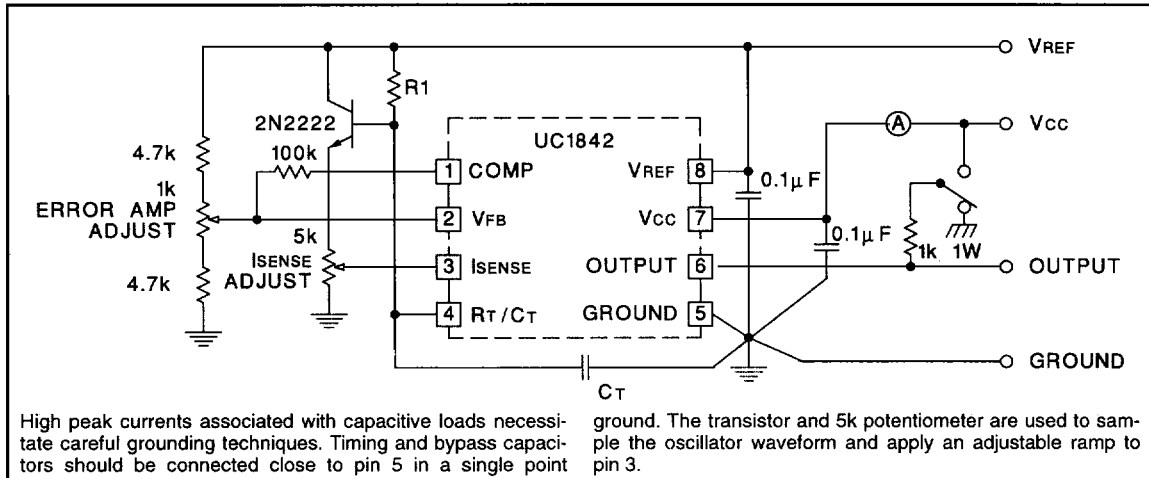 VREF
R1
2N2222
UC1842
A
VCC
4.7k
100k
1 COMP
VREF 8
0.1µF
1k
ERROR AMP
ADJUST
2 VFB
VCC 7
0.1µF
5k
ISENSE
ADJUST
3 ISENSE
OUTPUT 6
1k
1W
OUTPUT
4.7k
4 RT/CT
GROUND 5
GROUND
CT
High peak currents associated with capacitive loads necessi-
tate careful grounding techniques. Timing and bypass capaci-
tors should be connected close to pin 5 in a single point
ground. The transistor and 5k potentiometer are used to sam-
ple the oscillator waveform and apply an adjustable ramp to
pin 3.